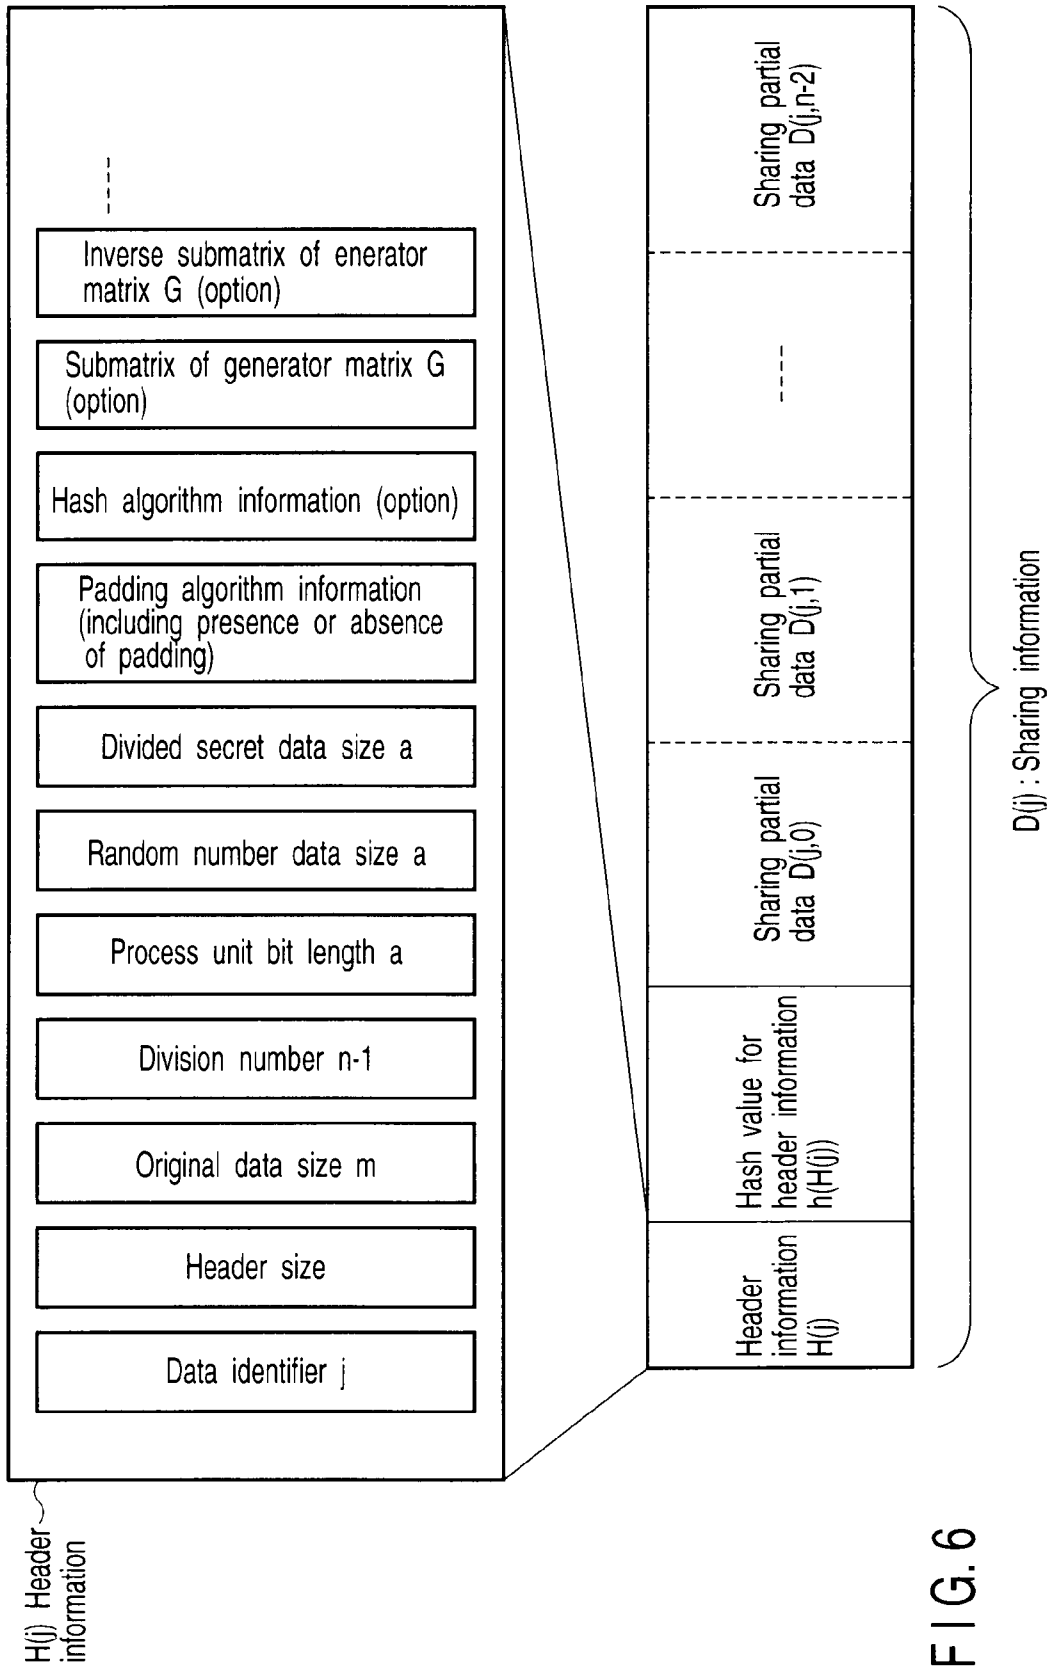 H(j) Header
information
Inverse submatrix of enerator
matrix G (option)
Submatrix of generator matrix G
(option)
Hash algorithm information (option)
Padding algorithm information
(including presence or absence
of padding)
Divided secret data size a
Random number data size a
Process unit bit length a
Division number n-1
Original data size m
Header size
Data identifier j
Header
information
H(j)
Hash value for
header information
h(H(j))
Sharing partial
data D(j,0)
Sharing partial
data D(j,1)
Sharing partial
data D(j,n-2)
D(j) : Sharing information
FIG. 6